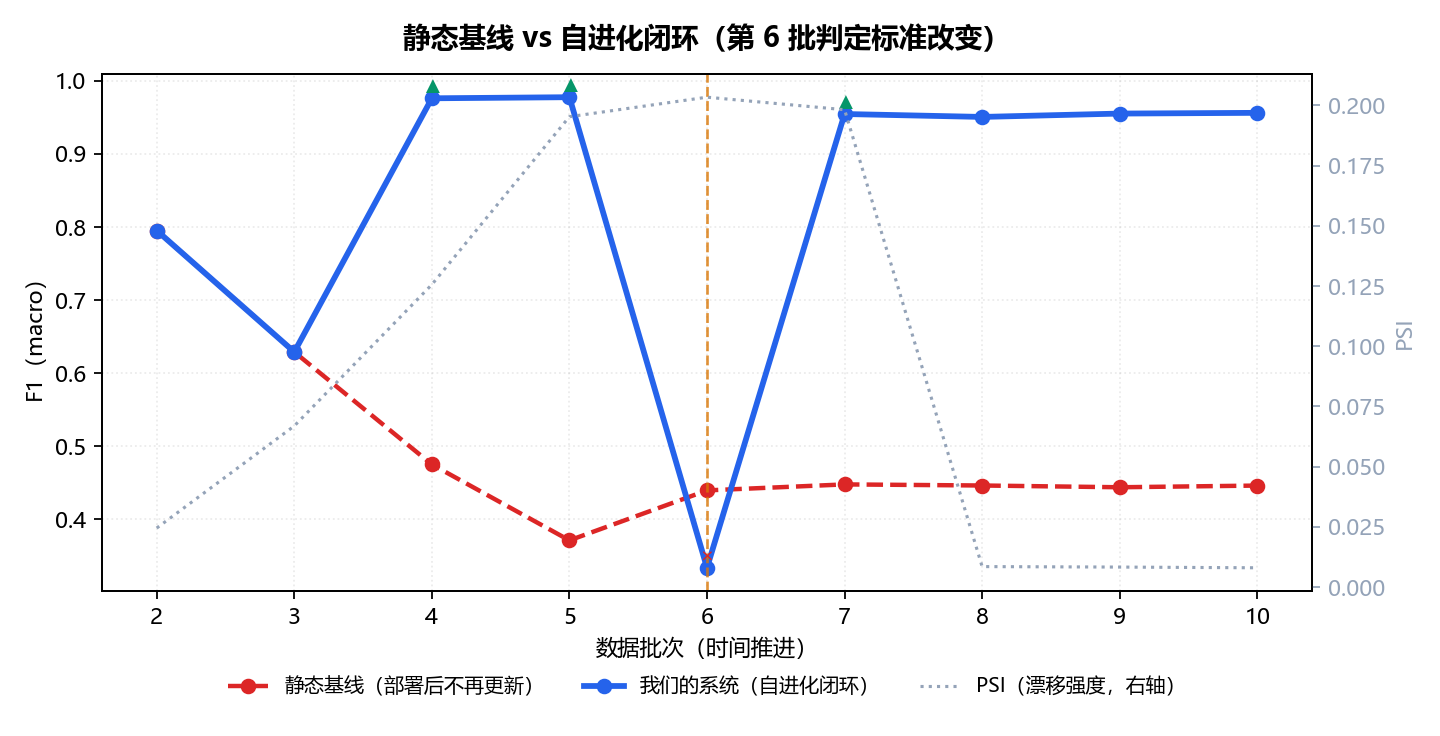 静态基线 vs 自进化闭环（第 6 批判定标准改变）
F1（macro）
1.0
0.9
0.8
0.7
0.6
0.5
0.4
0.200
0.175
0.150
0.125
0.100
0.075
0.050
0.025
0.000
PSI
2 3 4 5 6 7 8 9 10
数据批次（时间推进）
静态基线（部署后不再更新） 我们的系统（自进化闭环） PSI（漂移强度，右轴）